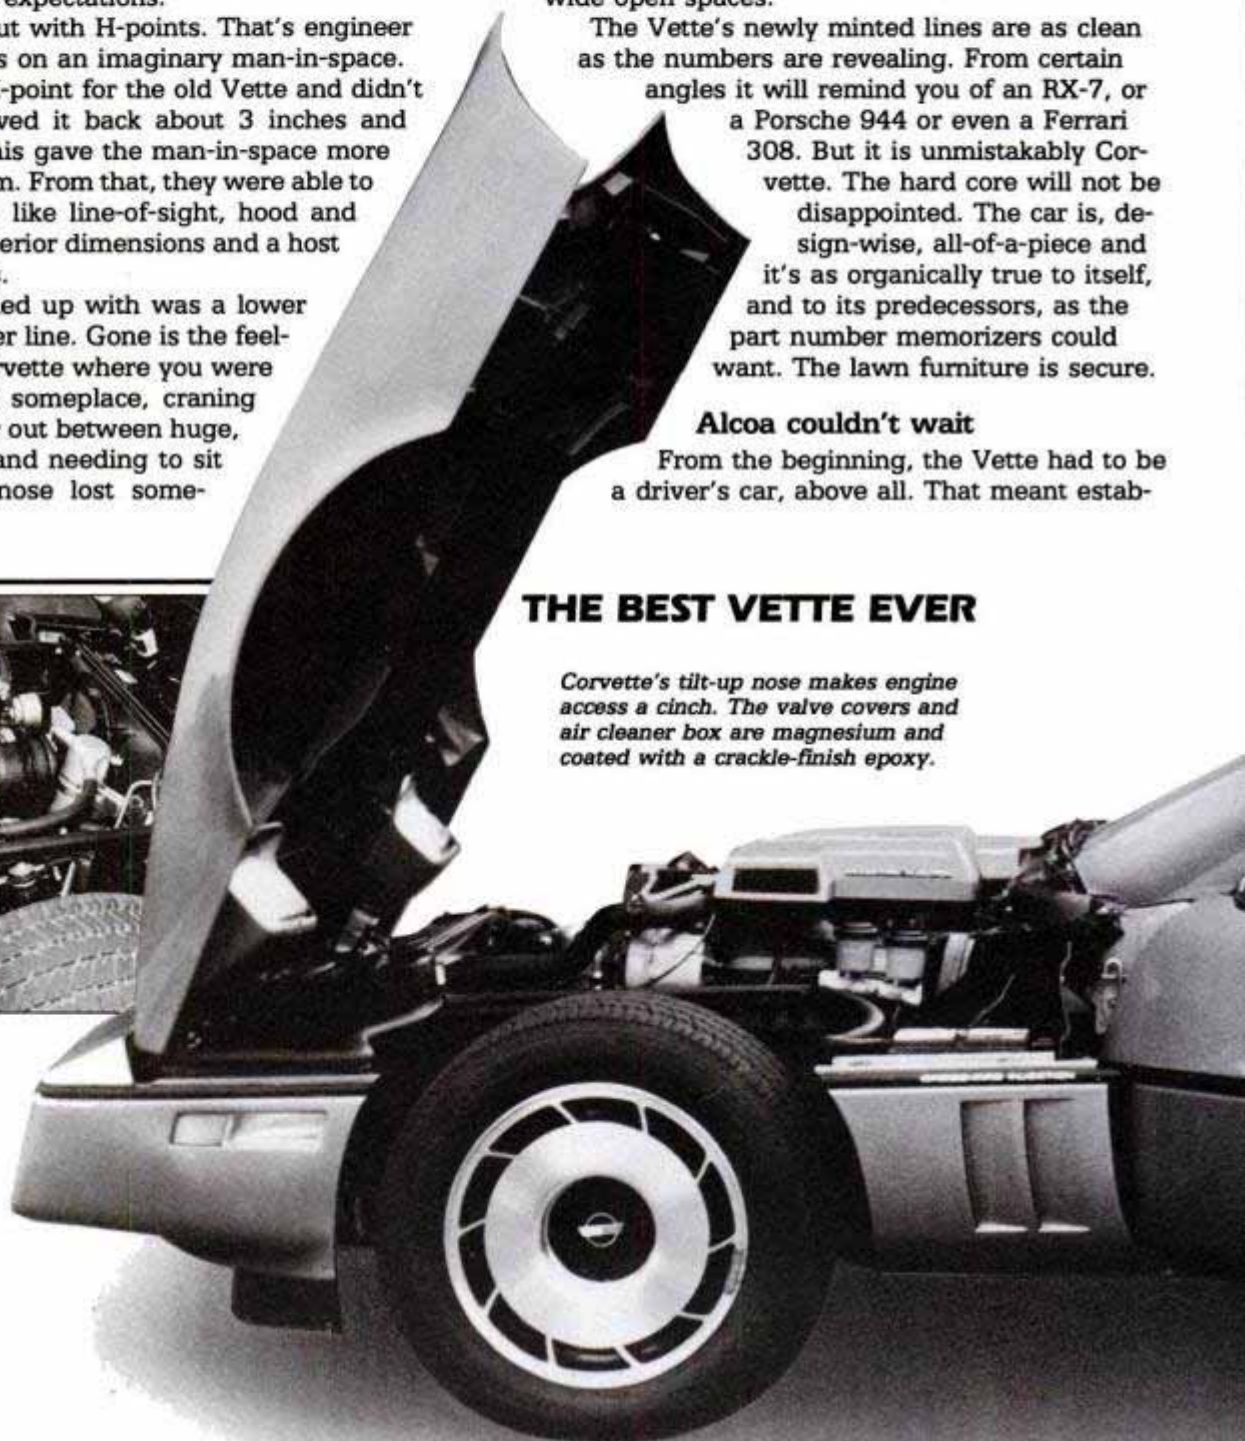 expectations.
ut with H-points. That's engineer
s on an imaginary man-in-space.
-point for the old Vette and didn't
ved it back about 3 inches and
his gave the man-in-space more
n. From that, they were able to
like line-of-sight, hood and
erior dimensions and a host
ed up with was a lower
er line. Gone is the feel-
rvette where you were
someplace, craning
out between huge,
and needing to sit
nose lost some-
wide open spaces.
The Vette's newly minted lines are as clean
as the numbers are revealing. From certain
angles it will remind you of an RX-7, or
a Porsche 944 or even a Ferrari
308. But it is unmistakably Cor-
vette. The hard core will not be
disappointed. The car is, de-
sign-wise, all-of-a-piece and
it's as organically true to itself,
and to its predecessors, as the
part number memorizers could
want. The lawn furniture is secure.
Alcoa couldn't wait
From the beginning, the Vette had to be
a driver's car, above all. That meant estab-
THE BEST VETTE EVER
Corvette's tilt-up nose makes engine
access a cinch. The valve covers and
air cleaner box are magnesium and
coated with a crackle-finish epoxy.